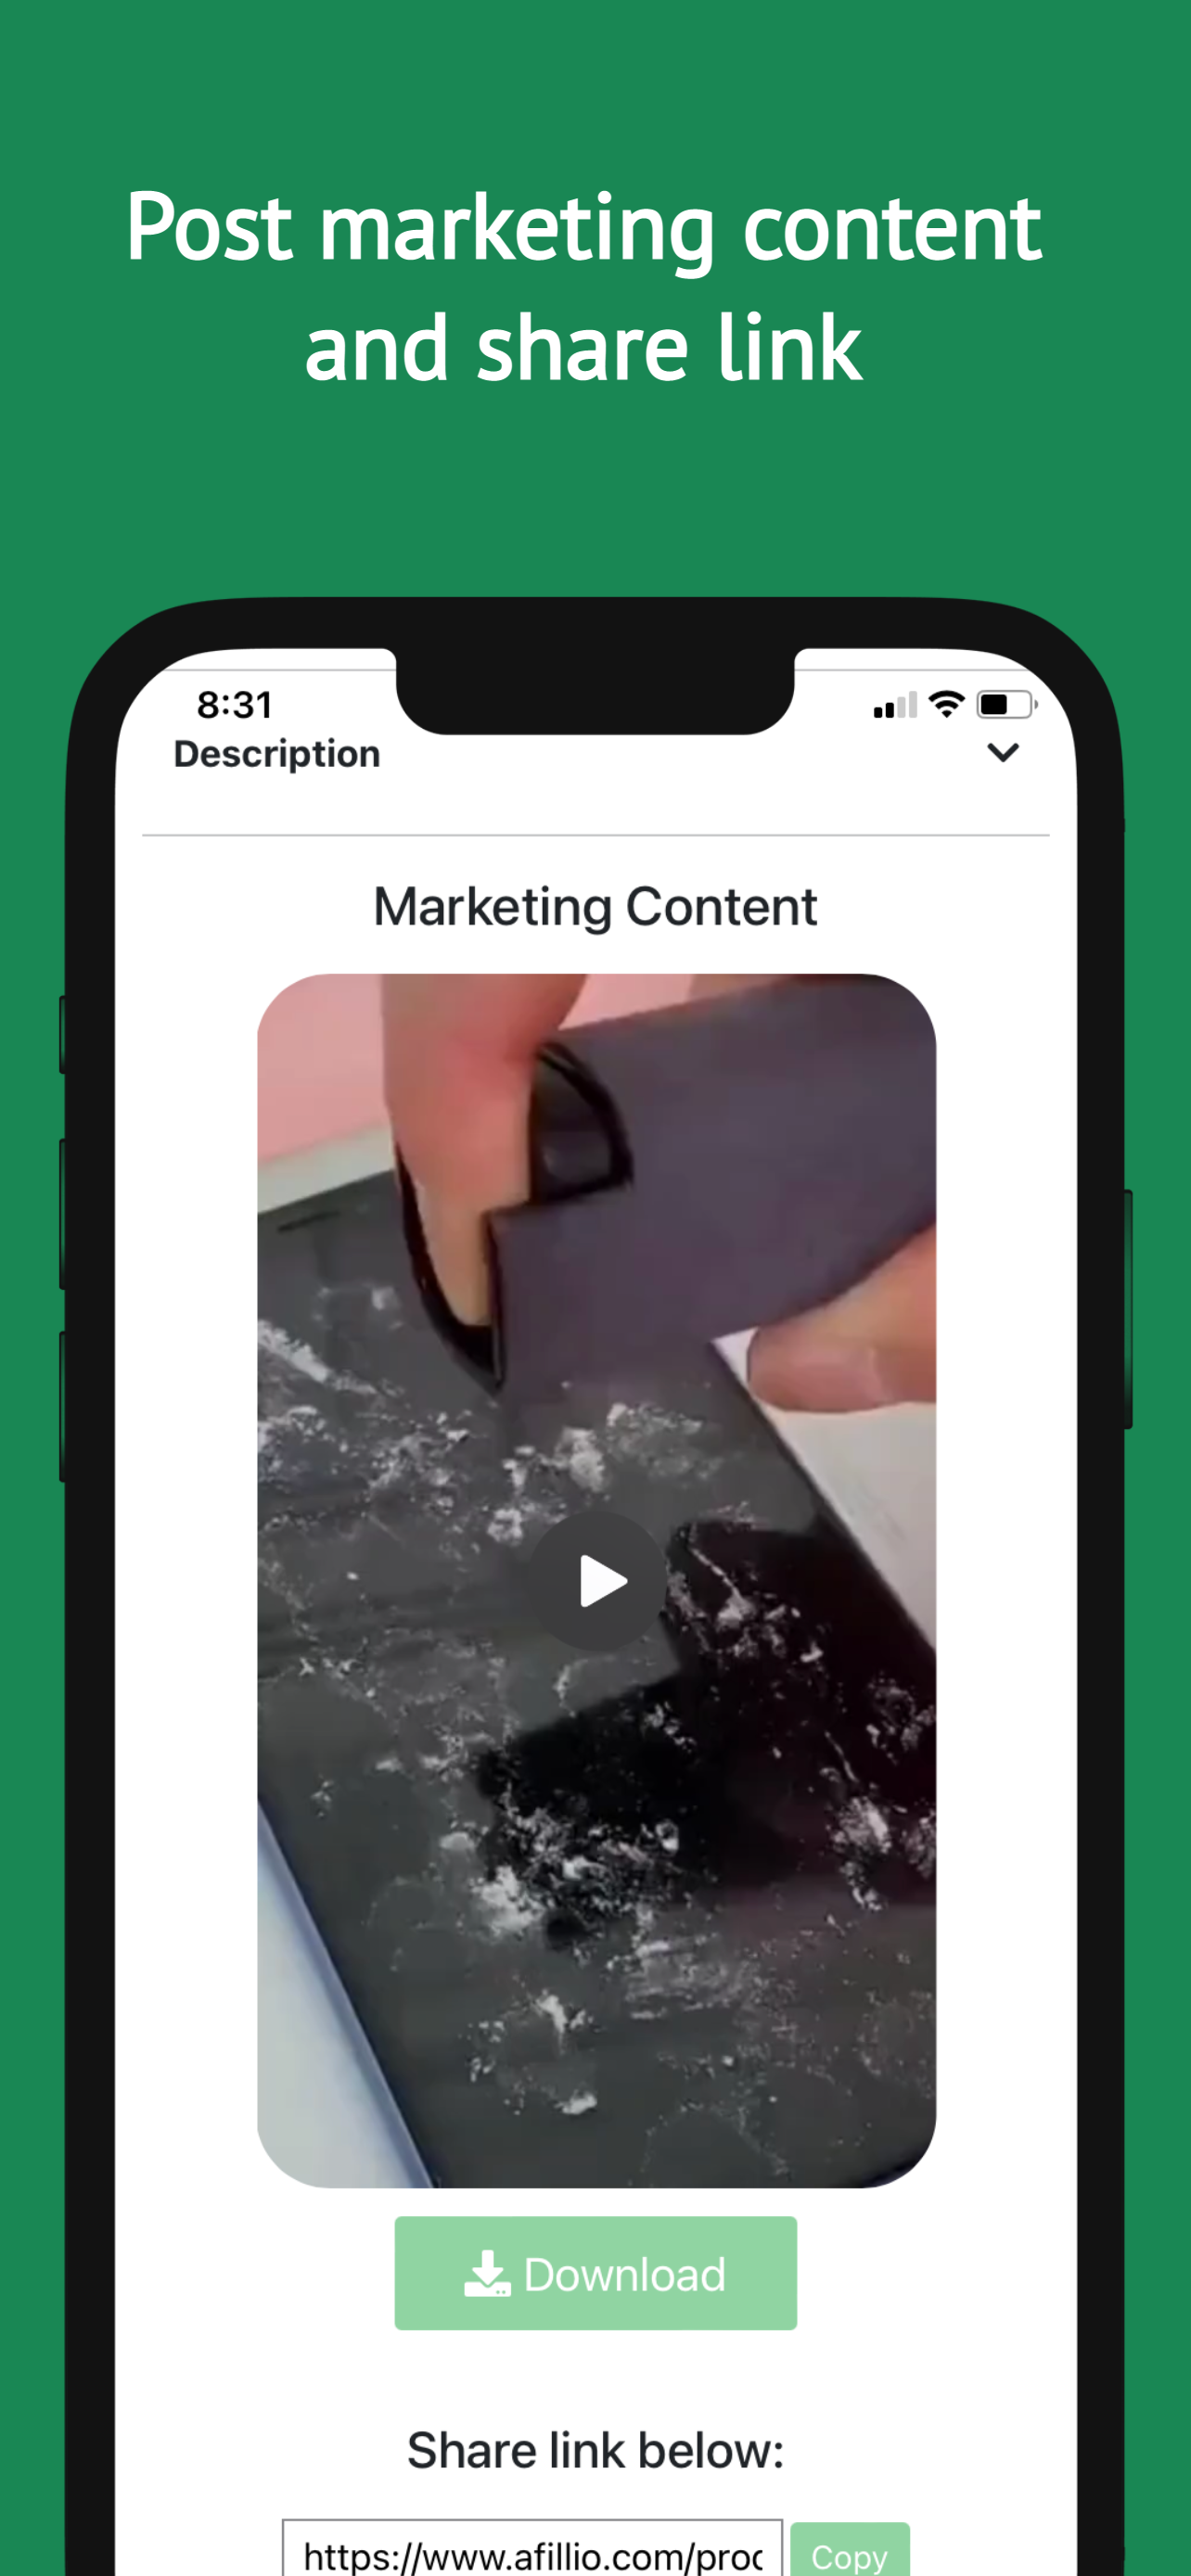 Post marketing content
and share link
8:31
Description
Marketing Content
Download
Share link below:
https://www.afillio.com/proc
Copy